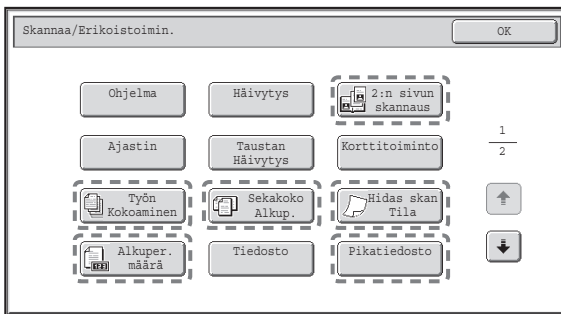 Skannaa/Erikoistoimin.
OK
Ohjelma
Häivytys
2:n sivun
skannaus
Ajastin
Taustan
Häivytys
Korttitoiminto
1
2
Työn
Kokoaminen
Sekakoko
Alkup.
Hidas skan
Tila
Alkuper.
määrä
Tiedosto
Pikatiedosto